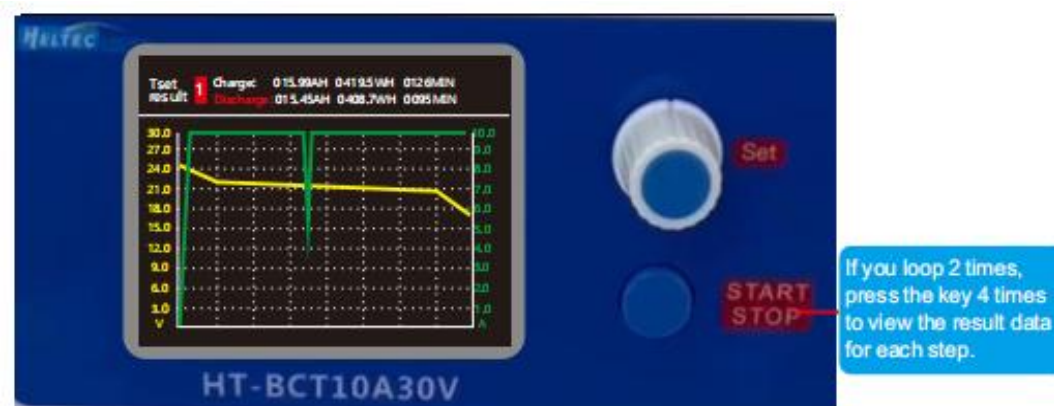 HELTEC
Tset 1 Charge: 015.99AH 0419.5WH 0126MIN
result Discharge: 015.45AH 0408.7WH 0095MIN
30.0 10.0
27.0 9.0
24.0 8.0
21.0 7.0
18.0 6.0
15.0 5.0
12.0 4.0
9.0 3.0
6.0 2.0
3.0 1.0
V A
Set
START
STOP
If you loop 2 times,
press the key 4 times
to view the result data
for each step.
HT-BCT10A30V